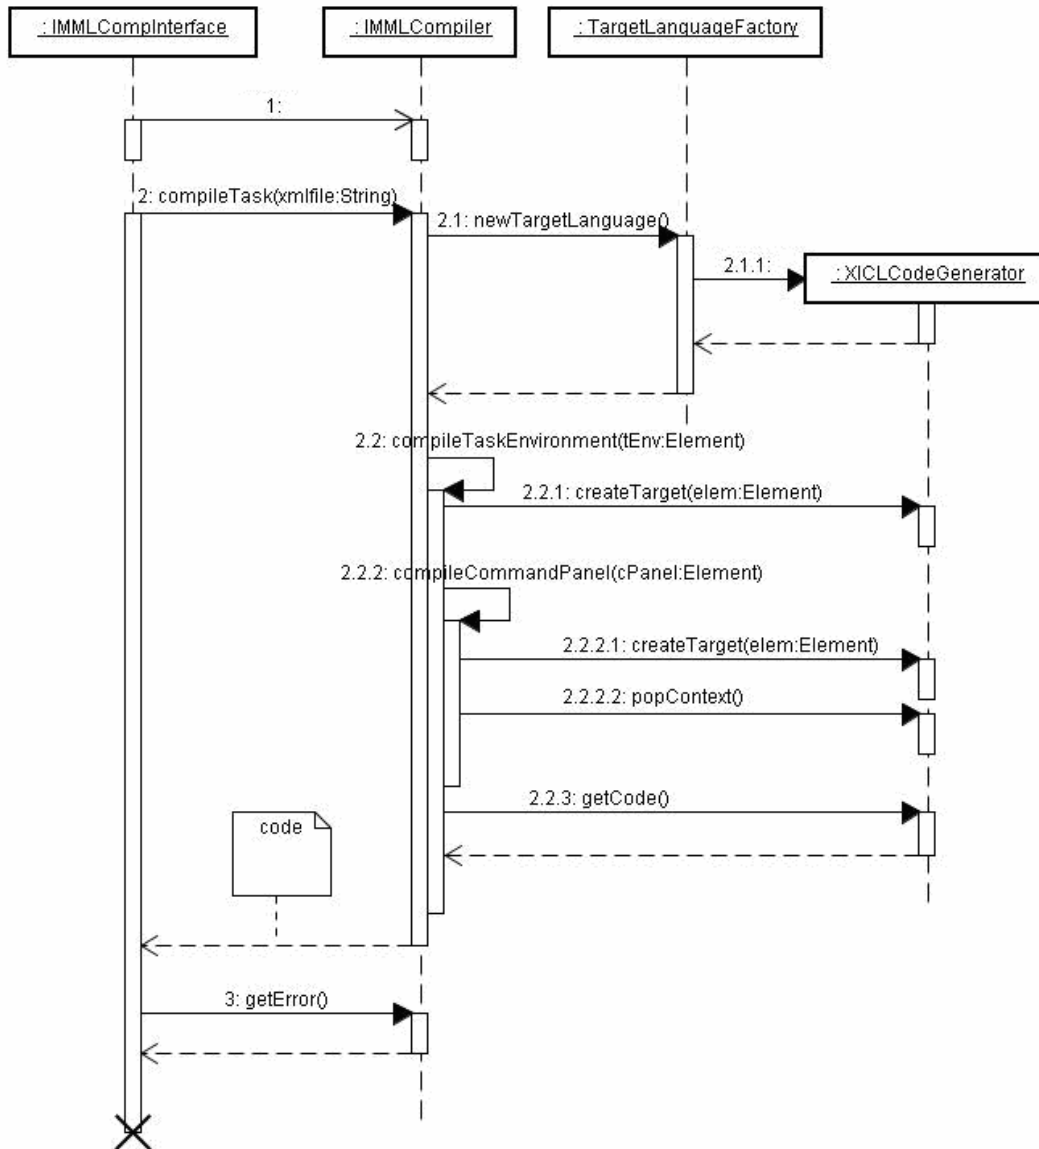 : IMMLCompInterface
: IMMLCompiler
: TargetLanguageFactory
1:
2: compileTask(xmlfile:String)
2.1: newTargetLanguage()
2.1.1:
: XICLCodeGenerator
2.2: compileTaskEnvironment(tEnv:Element)
2.2.1: createTarget(elem:Element)
2.2.2: compileCommandPanel(cPanel:Element)
2.2.2.1: createTarget(elem:Element)
2.2.2.2: popContext()
2.2.3: getCode()
code
3: getError()